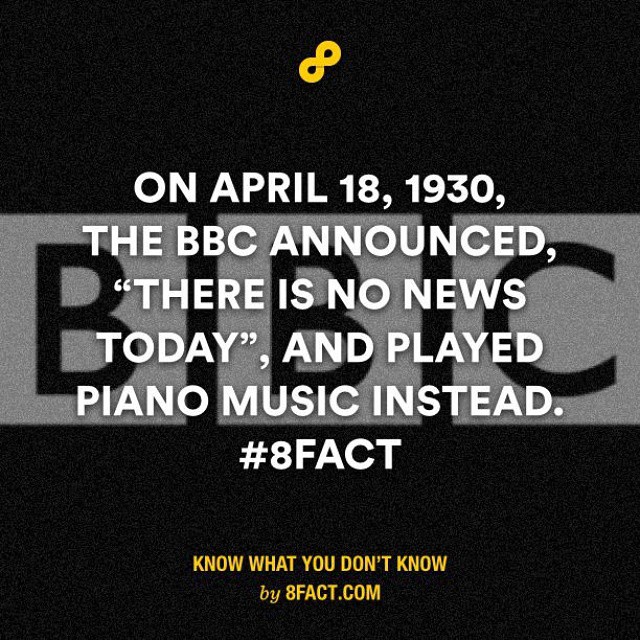 ON APRIL 18, 1930,
THE BBC ANNOUNCED,
“THERE IS NO NEWS
TODAY”, AND PLAYED
PIANO MUSIC INSTEAD.
#8FACT
BBC
KNOW WHAT YOU DON’T KNOW
by 8FACT.COM